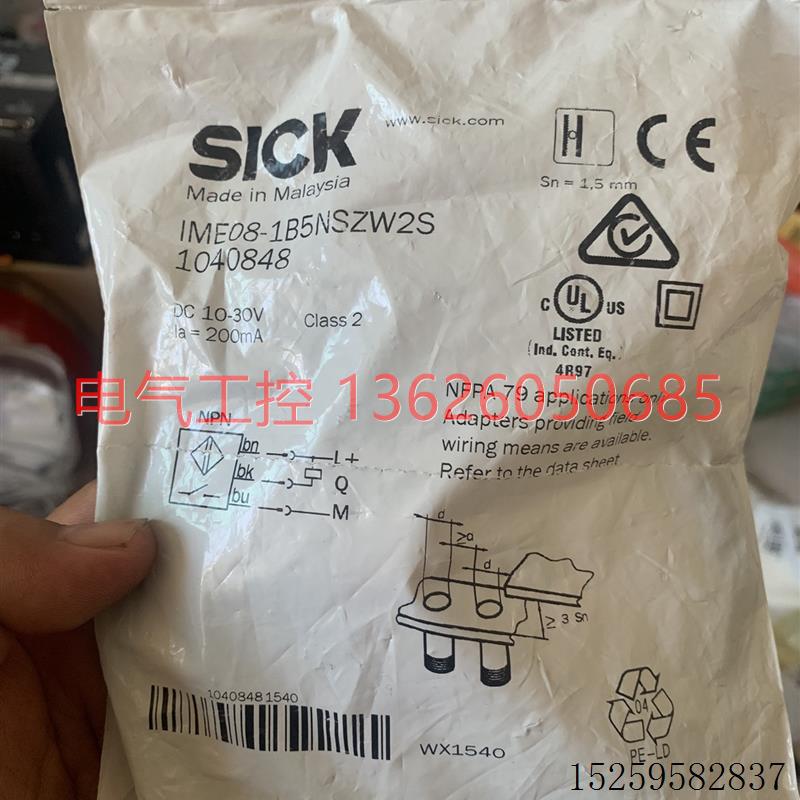 SICK
www.sick.com
Made in Malaysia
Sn = 1,5 mm
IME08-1B5NSZW2S
1040848
DC 10-30V
Ia = 200mA
Class 2
C UL US
LISTED
(Ind. Cont. Eq.)
4R97
电气工控 13626050685
NFPA 79 applications only
Adapters providing field
wiring means are available.
Refer to the data sheet
NPN
bn L +
bk Q
bu M
d
≥d
d
≥ 3 Sn
10408481540
WX1540
04
PE-LD
15259582837